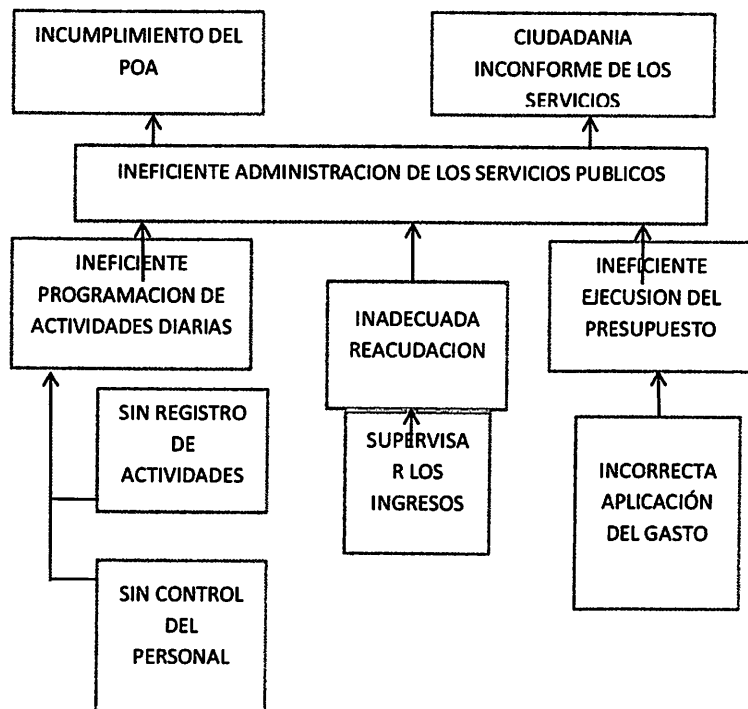 INCUMPLIMIENTO DEL
POA
CIUDADANIA
INCONFORME DE LOS
SERVICIOS
INEFICIENTE ADMINISTRACION DE LOS SERVICIOS PUBLICOS
INEFICIENTE
PROGRAMACION DE
ACTIVIDADES DIARIAS
INADECUADA
REACUDACION
INEFICIENTE
EJECUSION DEL
PRESUPUESTO
SIN REGISTRO
DE
ACTIVIDADES
SUPERVISA
R LOS
INGRESOS
INCORRECTA
APLICACIÓN
DEL GASTO
SIN CONTROL
DEL
PERSONAL